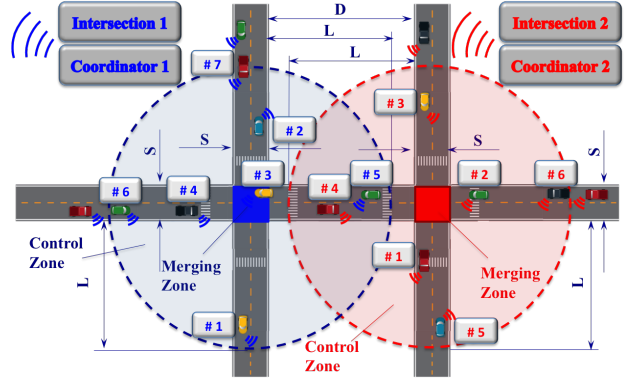 D
Intersection 1
Intersection 2
L
Coordinator 1
Coordinator 2
L
# 7
# 3
# 2
S
S
S
S
# 3
# 5
# 2
# 6
# 6
# 4
# 4
Control
Zone
Merging
Zone
# 1
Merging
Zone
L
L
# 1
# 5
Control
Zone